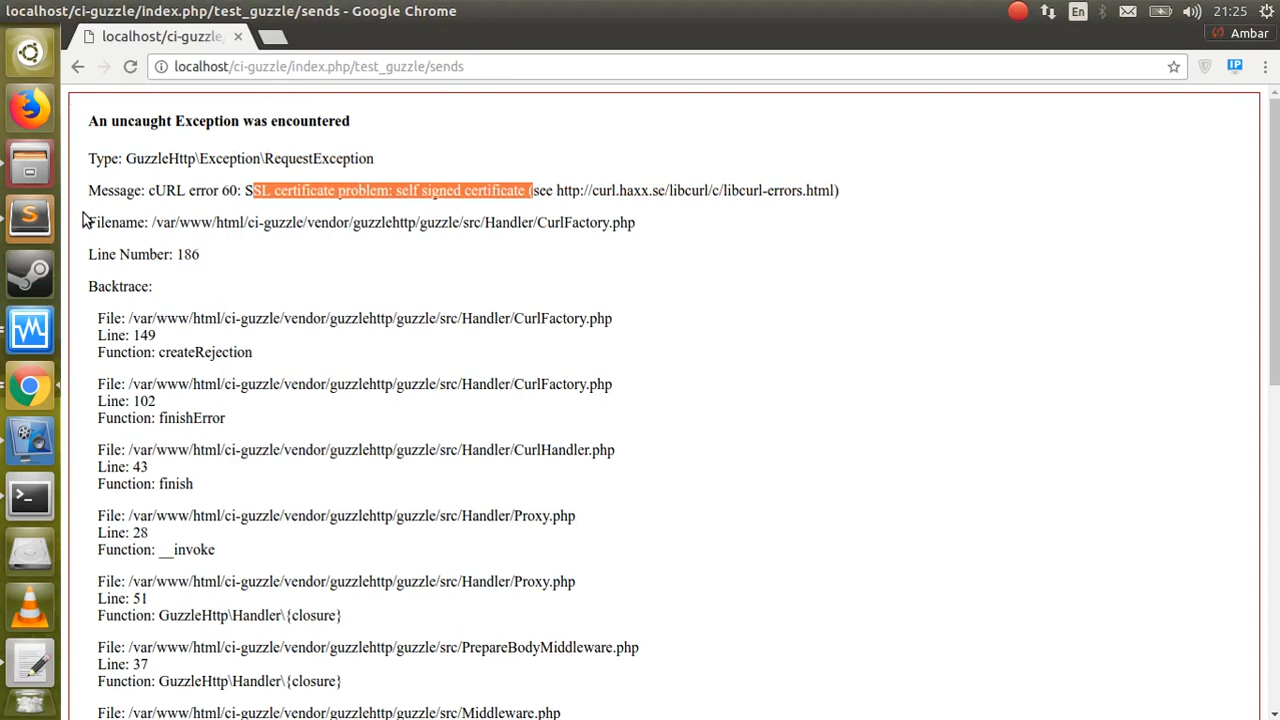 localhost/ci-guzzle/index.php/test_guzzle/sends - Google Chrome
En
21:25
localhost/ci-guzzle/
Ambar
localhost/ci-guzzle/index.php/test_guzzle/sends
IP
An uncaught Exception was encountered
Type: GuzzleHttp\Exception\RequestException
Message: cURL error 60: SSL certificate problem: self signed certificate (see http://curl.haxx.se/libcurl/c/libcurl-errors.html)
Filename: /var/www/html/ci-guzzle/vendor/guzzlehttp/guzzle/src/Handler/CurlFactory.php
Line Number: 186
Backtrace:
File: /var/www/html/ci-guzzle/vendor/guzzlehttp/guzzle/src/Handler/CurlFactory.php
Line: 149
Function: createRejection
File: /var/www/html/ci-guzzle/vendor/guzzlehttp/guzzle/src/Handler/CurlFactory.php
Line: 102
Function: finishError
File: /var/www/html/ci-guzzle/vendor/guzzlehttp/guzzle/src/Handler/CurlHandler.php
Line: 43
Function: finish
File: /var/www/html/ci-guzzle/vendor/guzzlehttp/guzzle/src/Handler/Proxy.php
Line: 28
Function: __invoke
File: /var/www/html/ci-guzzle/vendor/guzzlehttp/guzzle/src/Handler/Proxy.php
Line: 51
Function: GuzzleHttp\Handler\{closure}
File: /var/www/html/ci-guzzle/vendor/guzzlehttp/guzzle/src/PrepareBodyMiddleware.php
Line: 37
Function: GuzzleHttp\Handler\{closure}
File: /var/www/html/ci-guzzle/vendor/guzzlehttp/guzzle/src/Middleware.php